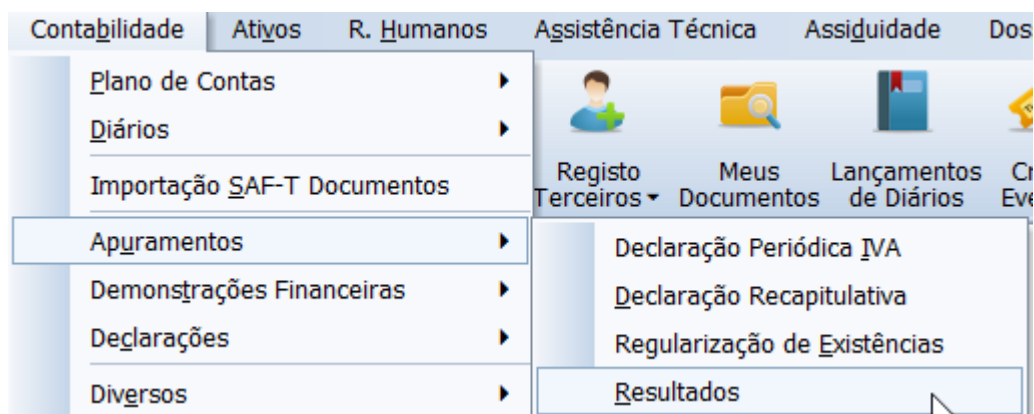 Contabilidade Ativos R. Humanos Assistência Técnica Assiduidade
Plano de Contas
Diários
Importação SAF-T Documentos
Apuramentos
Demonstrações Financeiras
Declarações
Diversos
Registo Meus Lançamentos
Terceiros Documentos de Diários
Declaração Periódica IVA
Declaração Recapitulativa
Regularização de Existências
Resultados